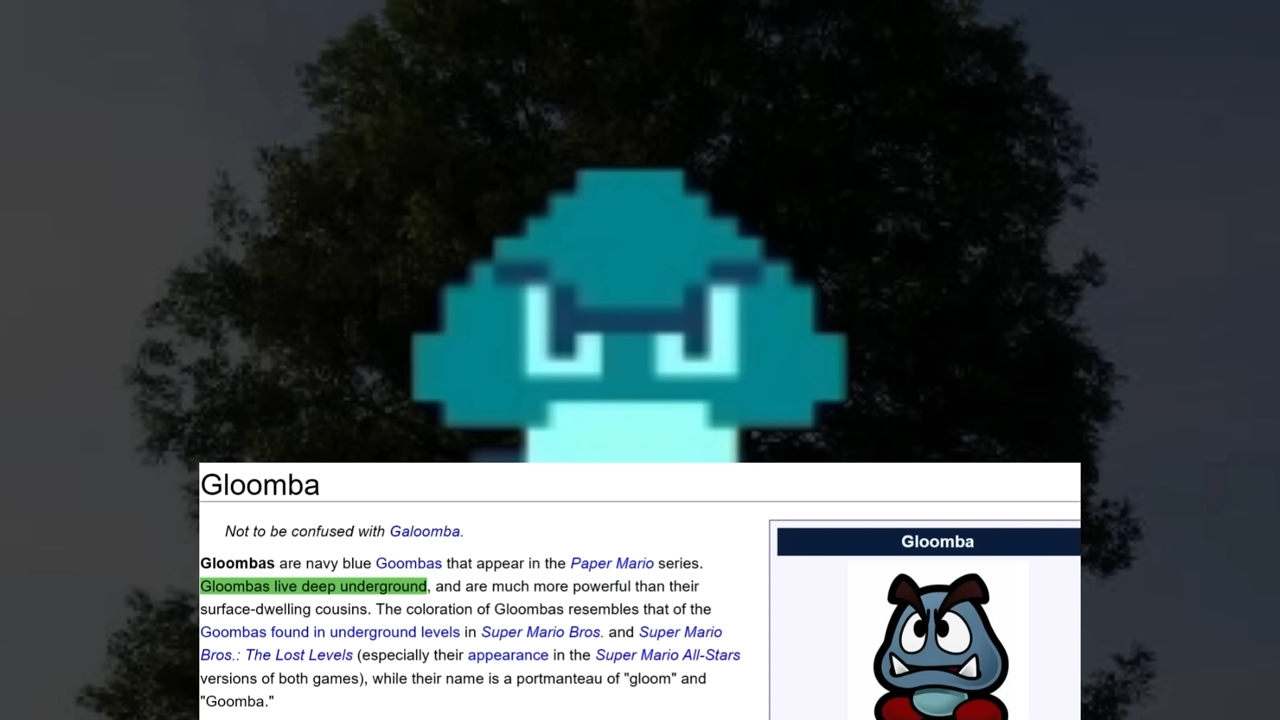 Gloomba
Not to be confused with Galoomba.
Gloomba
Gloombas are navy blue Goombas that appear in the Paper Mario series.
Gloombas live deep underground, and are much more powerful than their
surface-dwelling cousins. The coloration of Gloombas resembles that of the
Goombas found in underground levels in Super Mario Bros. and Super Mario
Bros.: The Lost Levels (especially their appearance in the Super Mario All-Stars
versions of both games), while their name is a portmanteau of "gloom" and
"Goomba."